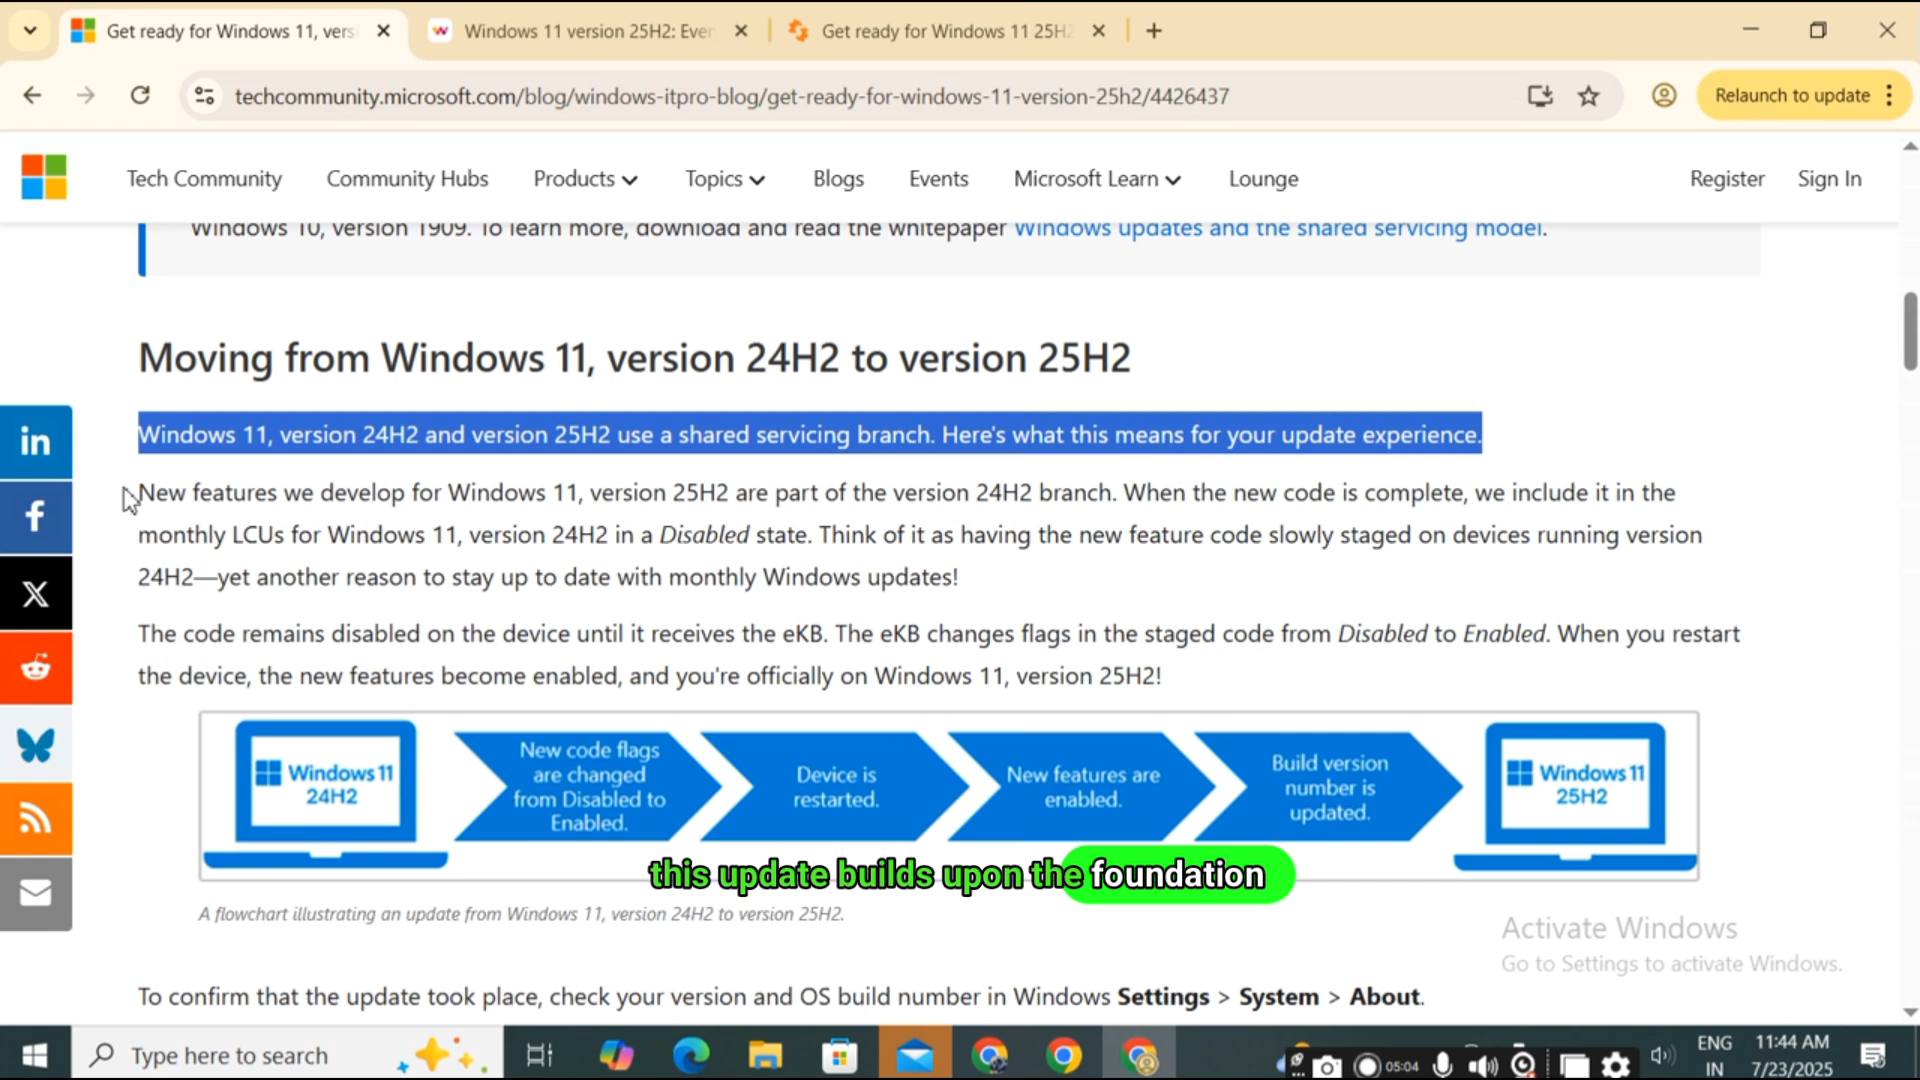 Get ready for Windows 11, vers
Windows 11 version 25H2: Ever
Get ready for Windows 11 25H2
techcommunity.microsoft.com/blog/windows-itpro-blog/get-ready-for-windows-11-version-25h2/4426437
Relaunch to update
Tech Community
Community Hubs
Products
Topics
Blogs
Events
Microsoft Learn
Lounge
Register
Sign In
Windows 10, version 1909. To learn more, download and read the whitepaper Windows updates and the shared servicing model.
Moving from Windows 11, version 24H2 to version 25H2
Windows 11, version 24H2 and version 25H2 use a shared servicing branch. Here's what this means for your update experience.
New features we develop for Windows 11, version 25H2 are part of the version 24H2 branch. When the new code is complete, we include it in the
monthly LCUs for Windows 11, version 24H2 in a Disabled state. Think of it as having the new feature code slowly staged on devices running version
24H2—yet another reason to stay up to date with monthly Windows updates!
The code remains disabled on the device until it receives the eKB. The eKB changes flags in the staged code from Disabled to Enabled. When you restart
the device, the new features become enabled, and you're officially on Windows 11, version 25H2!
Windows 11
24H2
New code flags
are changed
from Disabled to
Enabled.
Device is
restarted.
New features are
enabled.
Build version
number is
updated.
Windows 11
25H2
this update builds upon the foundation
A flowchart illustrating an update from Windows 11, version 24H2 to version 25H2.
Activate Windows
Go to Settings to activate Windows.
To confirm that the update took place, check your version and OS build number in Windows Settings > System > About.
in
f
X
Type here to search
05:04
ENG
IN
11:44 AM
7/23/2025